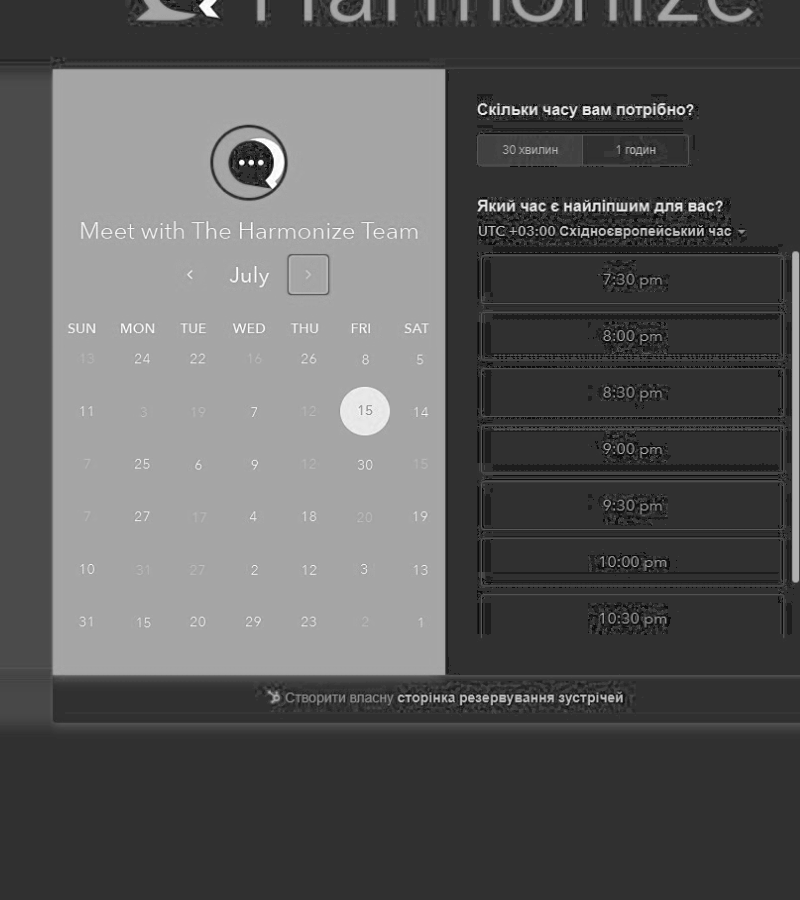 Harmonize
Meet with The Harmonize Team
July
SUN MON TUE WED THU FRI SAT
13 24 22 16 26 8 5
11 3 19 7 12 15 14
7 25 6 9 12 30 15
7 27 17 4 18 20 19
10 31 27 2 12 3 13
31 15 20 29 23 2 1
Скільки часу вам потрібно?
30 хвилин 1 годин
Який час є найліпшим для вас?
UTC +03:00 Східноєвропейський час
7:30 pm
8:00 pm
8:30 pm
9:00 pm
9:30 pm
10:00 pm
10:30 pm
Створити власну сторінка резервування зустрічей